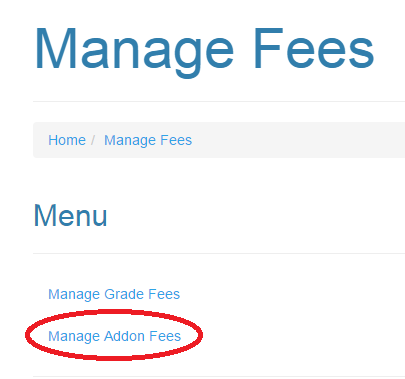 Manage Fees
Home / Manage Fees
Menu
Manage Grade Fees
Manage Addon Fees